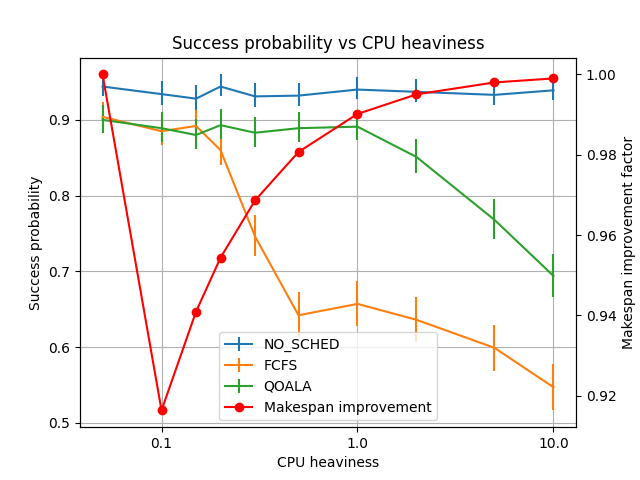 Success probability vs CPU heaviness
Success probability
0.9
0.8
0.7
0.6
0.5
1.00
0.98
0.96
0.94
0.92
Makespan improvement factor
NO_SCHED
FCFS
QOALA
Makespan improvement
0.1
1.0
10.0
CPU heaviness